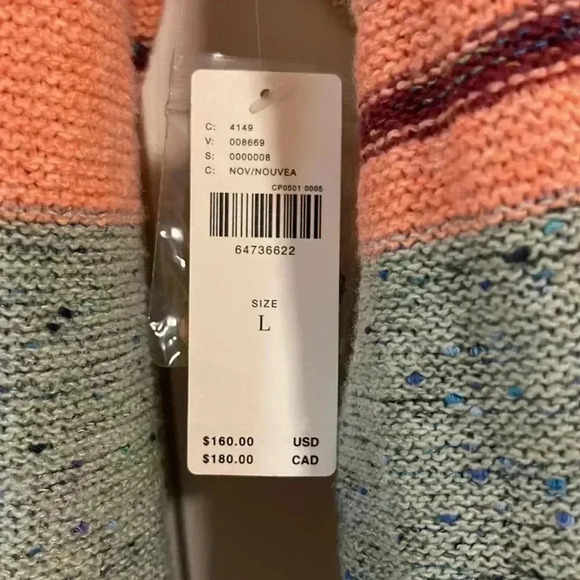 C: 4149
V: 008669
S: 0000008
C: NOV/NOUVEA
CP0501 0005
64736622
SIZE
L
$160.00 USD
$180.00 CAD